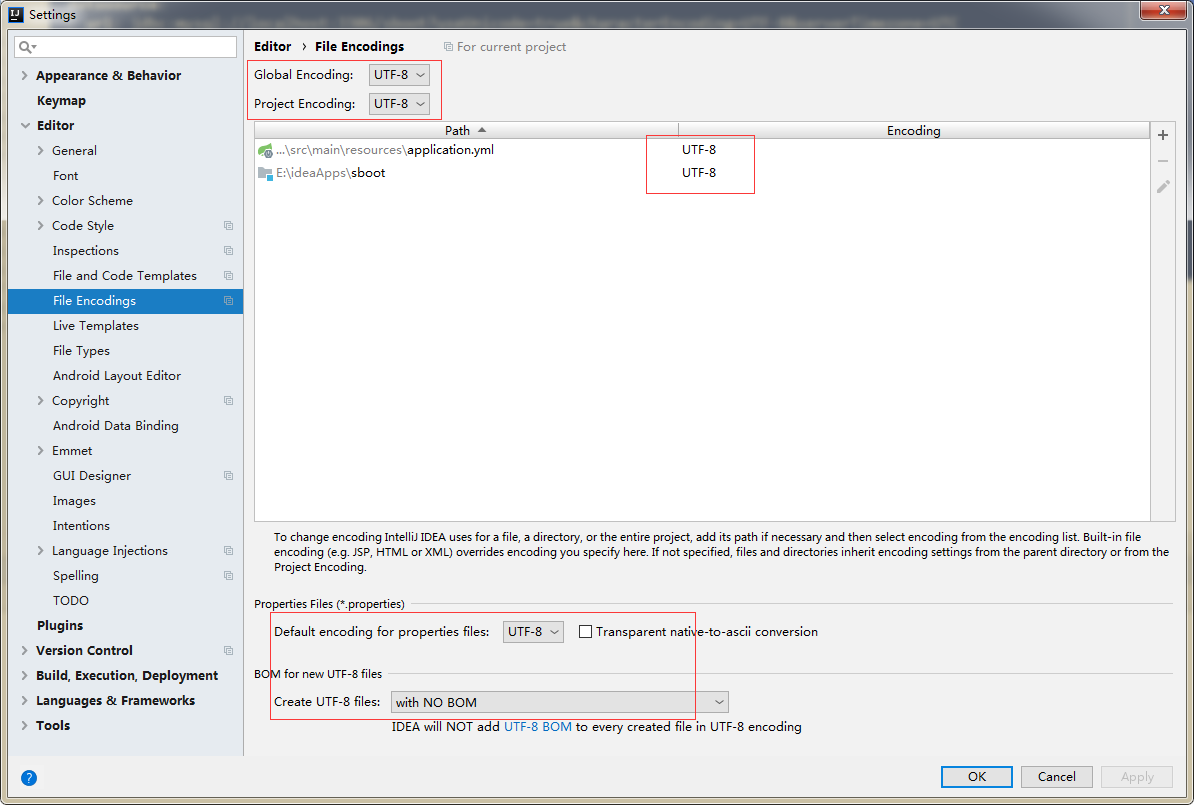 Settings
Editor › File Encodings
For current project
Appearance & Behavior
Keymap
Editor
General
Font
Color Scheme
Code Style
Inspections
File and Code Templates
File Encodings
Live Templates
File Types
Android Layout Editor
Copyright
Android Data Binding
Emmet
GUI Designer
Images
Intentions
Language Injections
Spelling
TODO
Plugins
Version Control
Build, Execution, Deployment
Languages & Frameworks
Tools
Global Encoding: UTF-8
Project Encoding: UTF-8
Path Encoding
...\src\main\resources\application.yml UTF-8
E:\ideaApps\sboot UTF-8
To change encoding IntelliJ IDEA uses for a file, a directory, or the entire project, add its path if necessary and then select encoding from the encoding list. Built-in file
encoding (e.g. JSP, HTML or XML) overrides encoding you specify here. If not specified, files and directories inherit encoding settings from the parent directory or from the
Project Encoding.
Properties Files (*.properties)
Default encoding for properties files: UTF-8 Transparent native-to-ascii conversion
BOM for new UTF-8 files
Create UTF-8 files: with NO BOM
IDEA will NOT add UTF-8 BOM to every created file in UTF-8 encoding
?
OK Cancel Apply